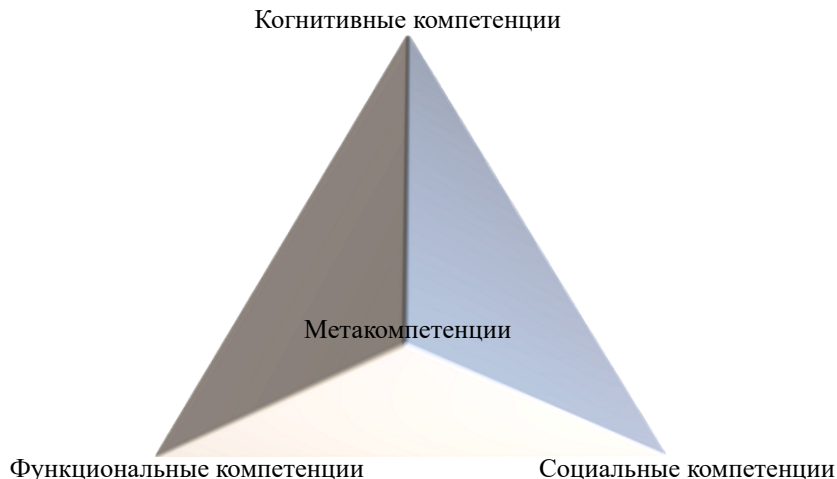 Когнитивные компетенции
Метакомпетенции
Функциональные компетенции
Социальные компетенции